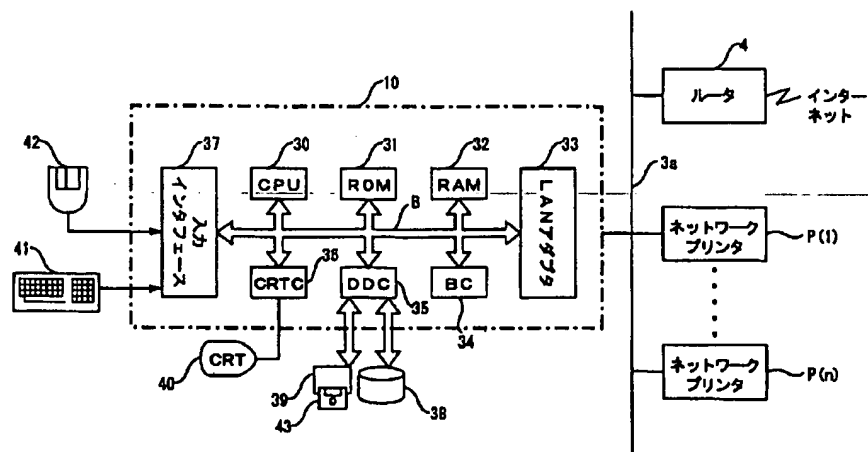 10
4
ルータ
インター
ネット
42
37
30
31
32
33
3a
CPU
ROM
RAM
入力
インタフェース
LANアダプタ
B
41
36
CRTC
DDC
35
BC
34
ネットワーク
プリンタ
P(1)
CRT
40
39
43
38
ネットワーク
プリンタ
P(n)